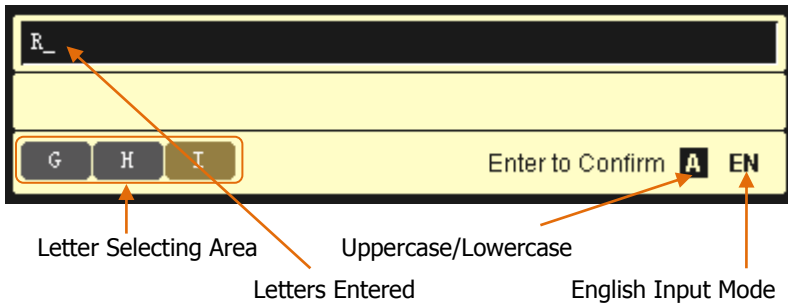 R_
G H I Enter to Confirm A EN
Letter Selecting Area Uppercase/Lowercase
Letters Entered English Input Mode